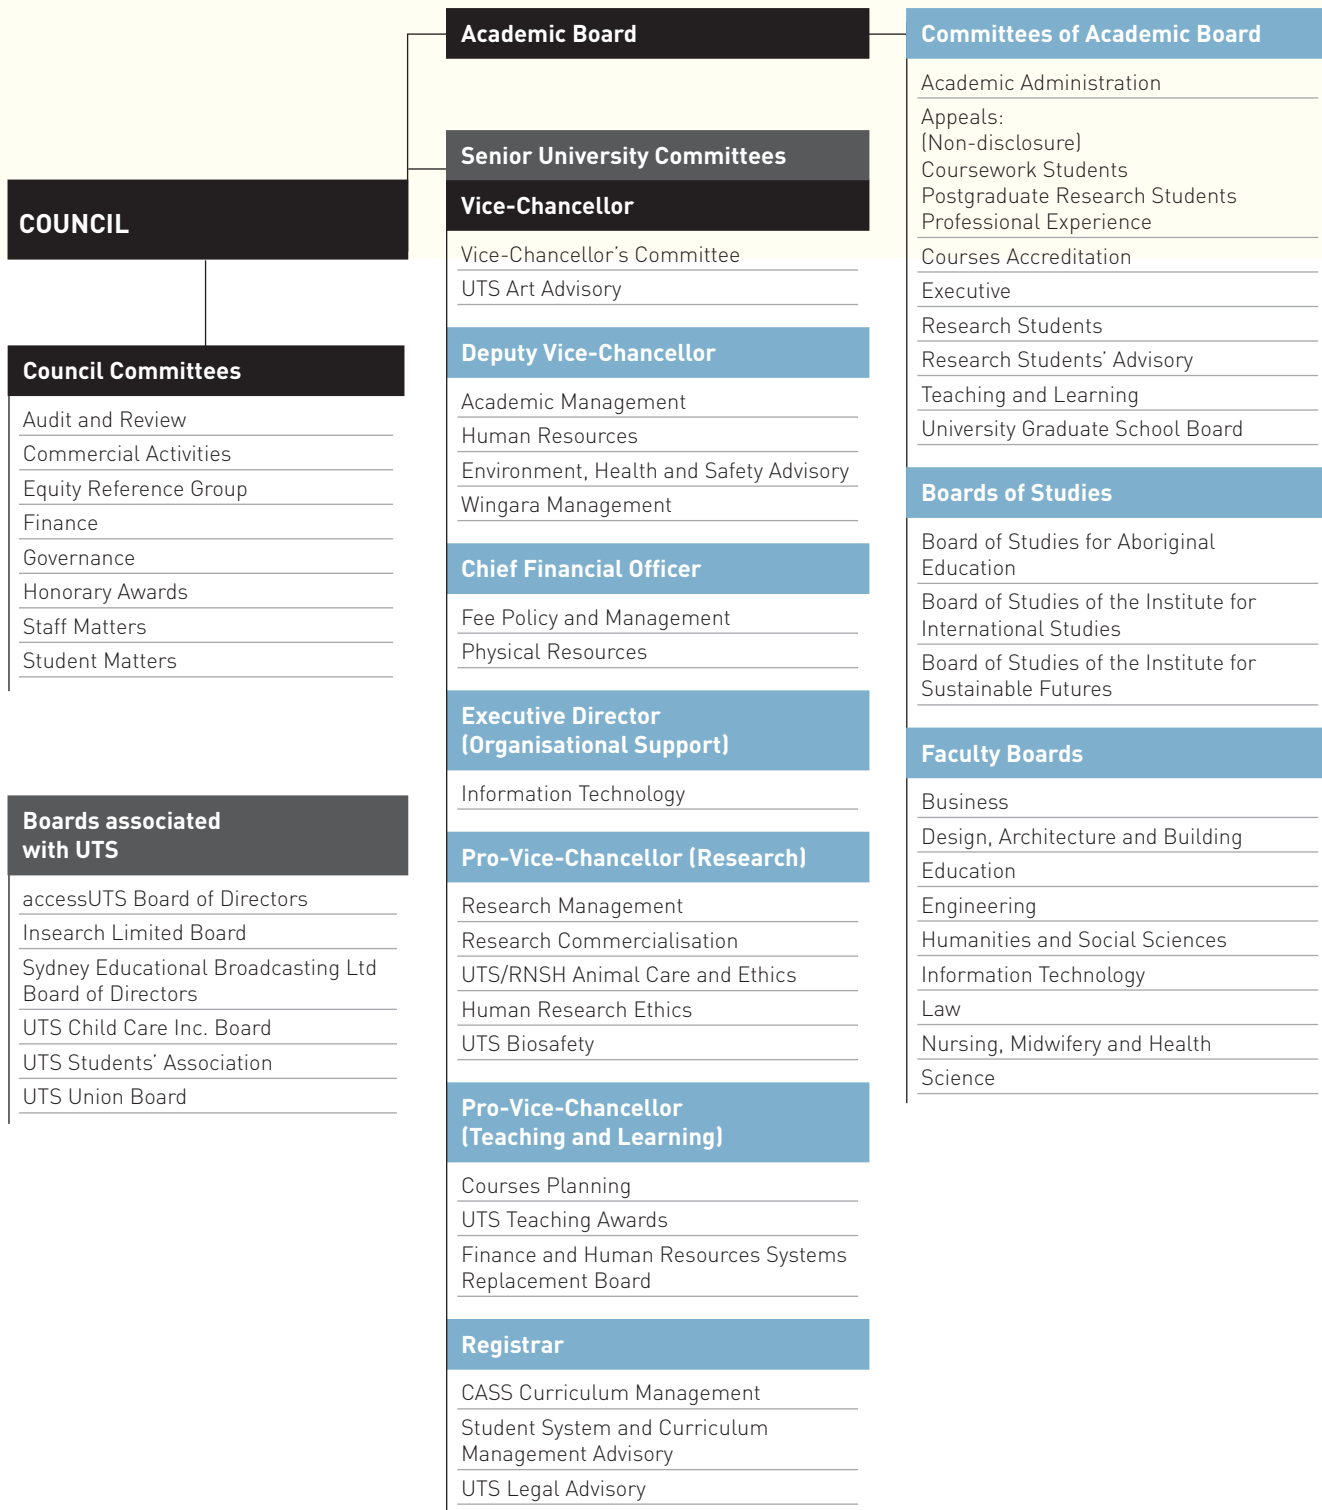 COUNCIL
Council Committees
Audit and Review
Commercial Activities
Equity Reference Group
Finance
Governance
Honorary Awards
Staff Matters
Student Matters
Boards associated
with UTS
accessUTS Board of Directors
Insearch Limited Board
Sydney Educational Broadcasting Ltd
Board of Directors
UTS Child Care Inc. Board
UTS Students’ Association
UTS Union Board
Academic Board
Senior University Committees
Vice-Chancellor
Vice-Chancellor’s Committee
UTS Art Advisory
Deputy Vice-Chancellor
Academic Management
Human Resources
Environment, Health and Safety Advisory
Wingara Management
Chief Financial Officer
Fee Policy and Management
Physical Resources
Executive Director
(Organisational Support)
Information Technology
Pro-Vice-Chancellor (Research)
Research Management
Research Commercialisation
UTS/RNSH Animal Care and Ethics
Human Research Ethics
UTS Biosafety
Pro-Vice-Chancellor
(Teaching and Learning)
Courses Planning
UTS Teaching Awards
Finance and Human Resources Systems
Replacement Board
Registrar
CASS Curriculum Management
Student System and Curriculum
Management Advisory
UTS Legal Advisory
Committees of Academic Board
Academic Administration
Appeals:
(Non-disclosure)
Coursework Students
Postgraduate Research Students
Professional Experience
Courses Accreditation
Executive
Research Students
Research Students’ Advisory
Teaching and Learning
University Graduate School Board
Boards of Studies
Board of Studies for Aboriginal
Education
Board of Studies of the Institute for
International Studies
Board of Studies of the Institute for
Sustainable Futures
Faculty Boards
Business
Design, Architecture and Building
Education
Engineering
Humanities and Social Sciences
Information Technology
Law
Nursing, Midwifery and Health
Science